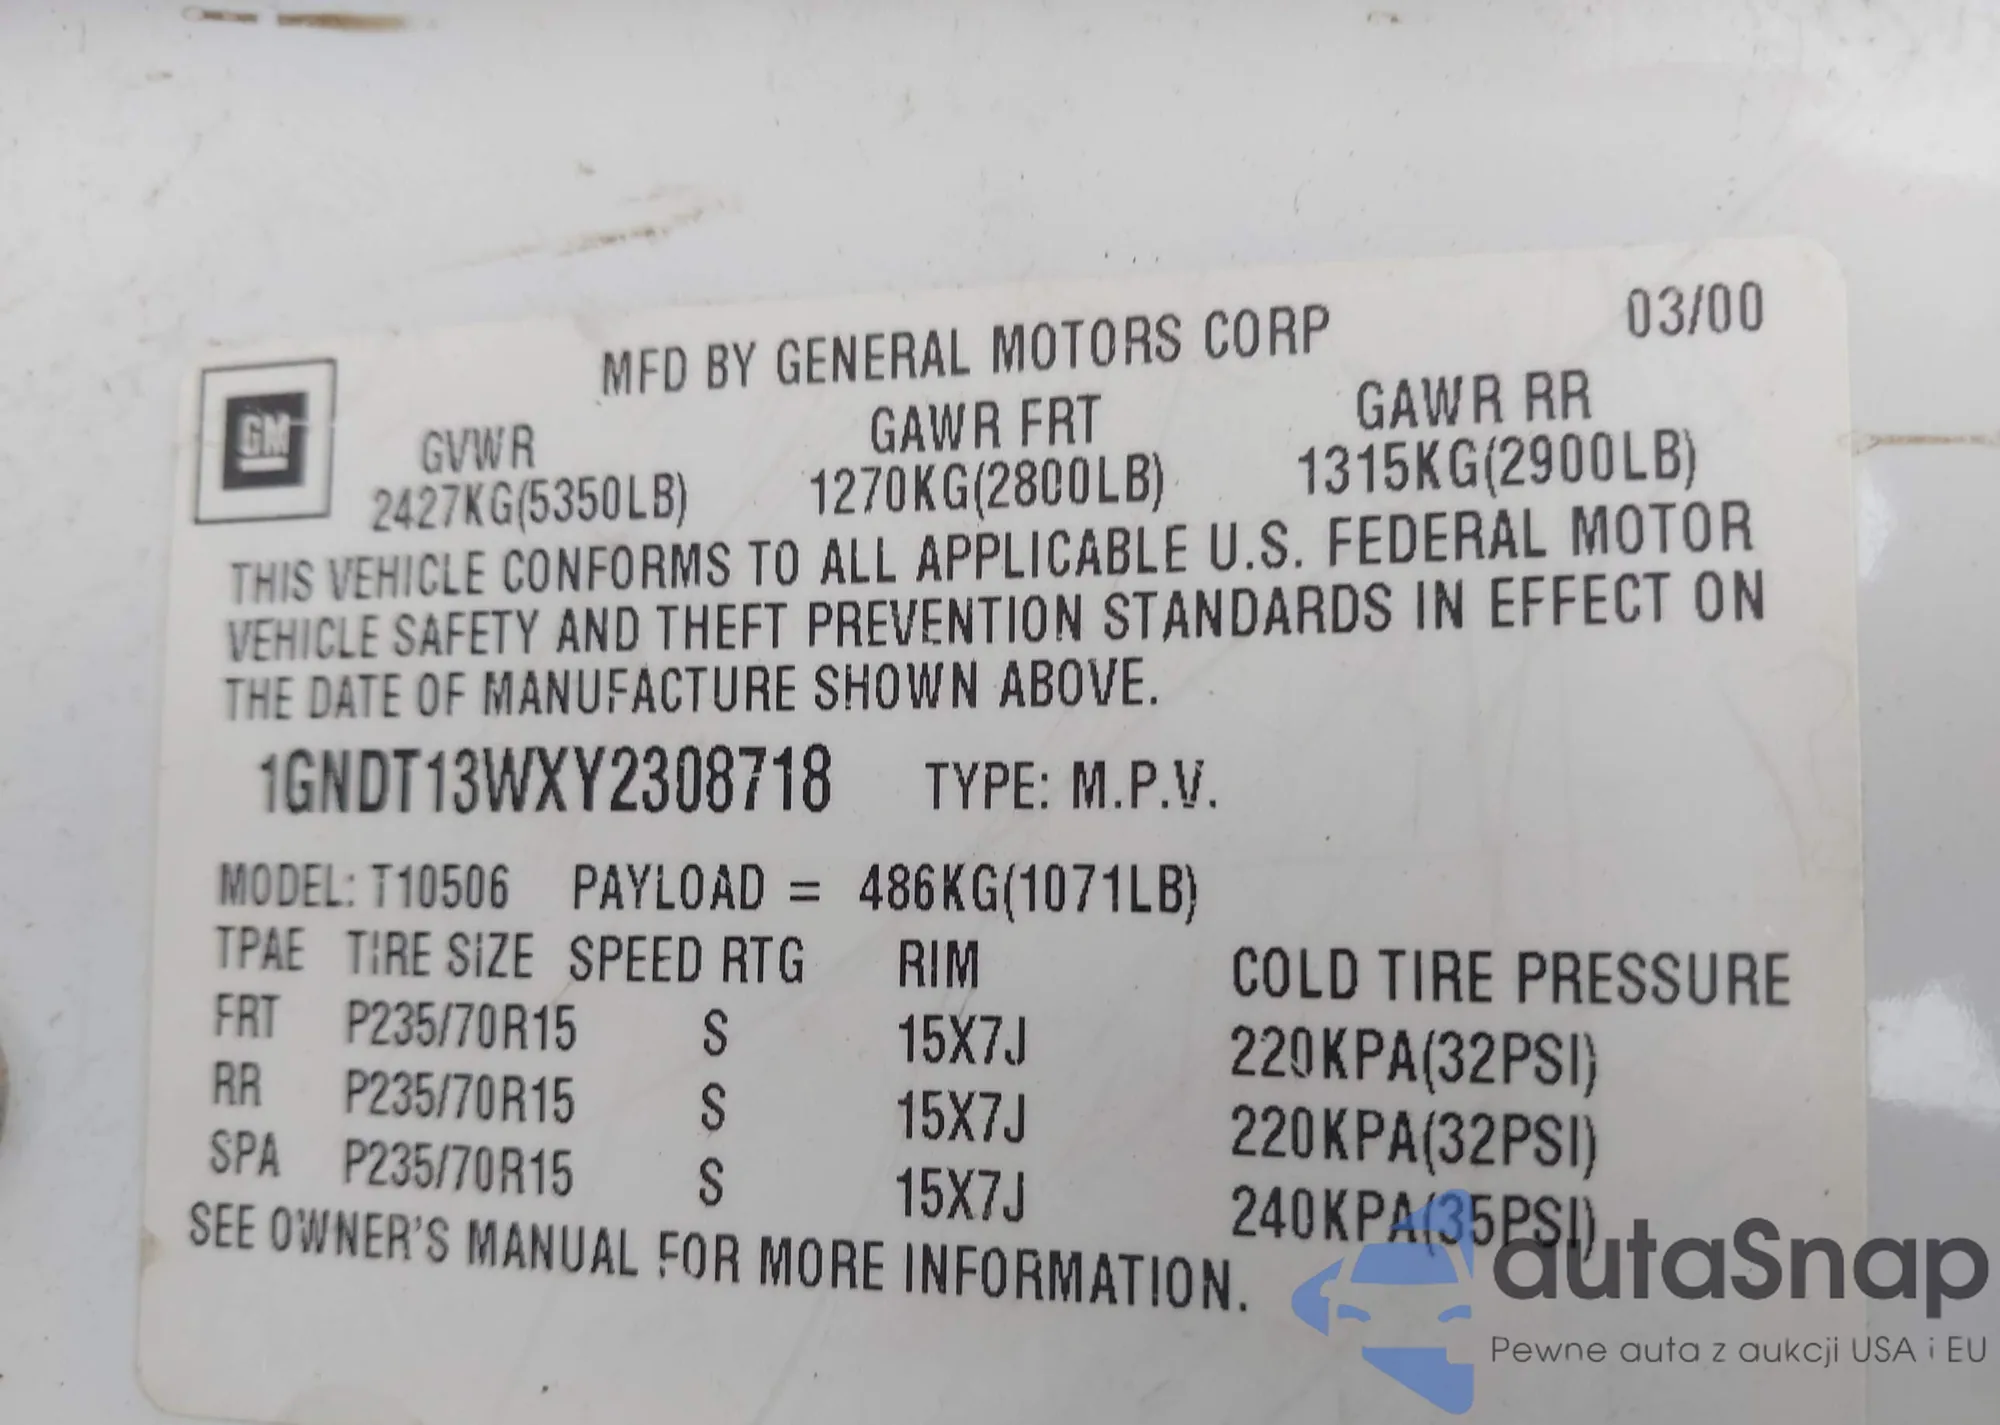 03/00
MFD BY GENERAL MOTORS CORP
GM
GVWR GAWR FRT GAWR RR
2427KG(5350LB) 1270KG(2800LB) 1315KG(2900LB)
THIS VEHICLE CONFORMS TO ALL APPLICABLE U.S. FEDERAL MOTOR
VEHICLE SAFETY AND THEFT PREVENTION STANDARDS IN EFFECT ON
THE DATE OF MANUFACTURE SHOWN ABOVE.
1GNDT13WXY2308718 TYPE: M.P.V.
MODEL: T10506 PAYLOAD = 486KG(1071LB)
TPAE TIRE SIZE SPEED RTG RIM COLD TIRE PRESSURE
FRT P235/70R15 S 15X7J 220KPA(32PSI)
RR P235/70R15 S 15X7J 220KPA(32PSI)
SPA P235/70R15 S 15X7J 240KPA(35PSI)
SEE OWNER'S MANUAL FOR MORE INFORMATION.
autaSnap
Pewne auta z aukcji USA i EU